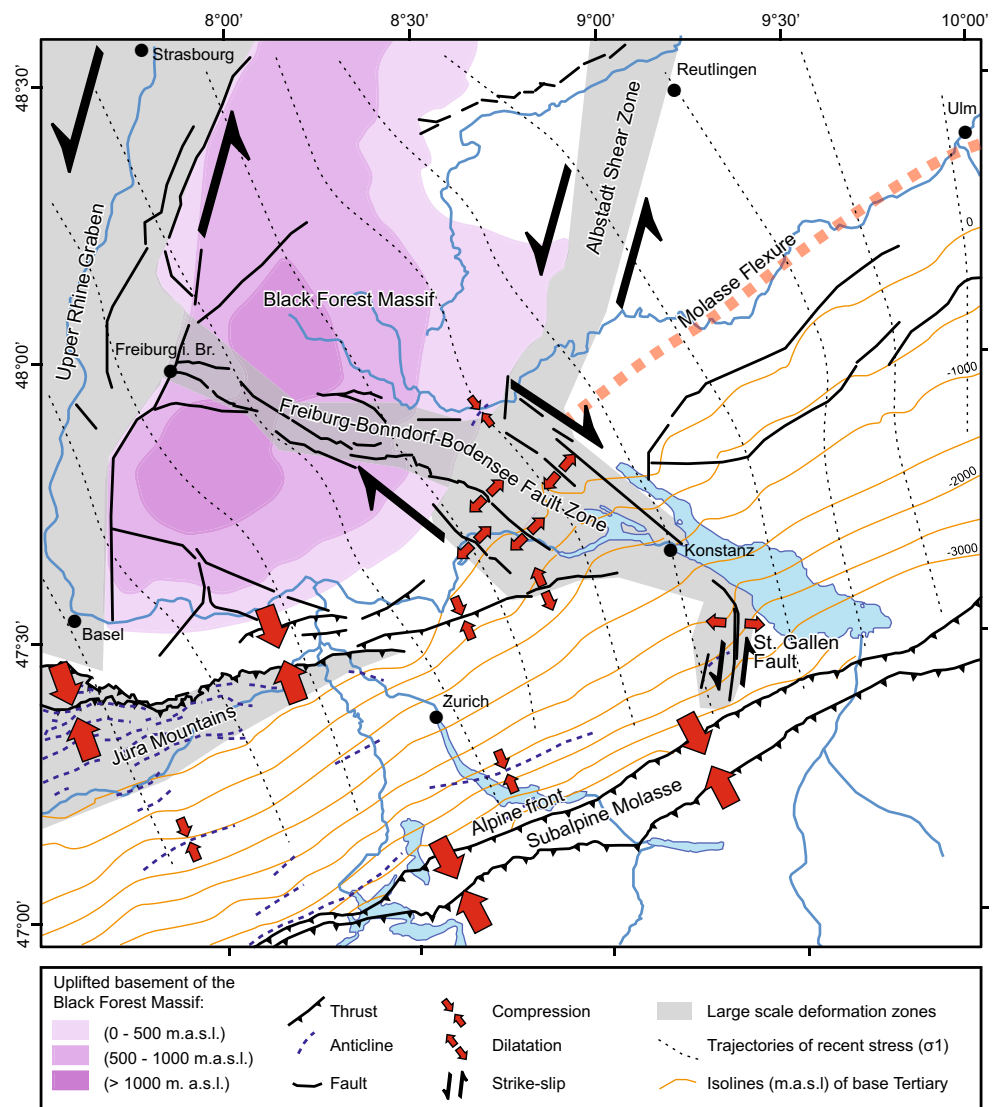 8°00'
8°30'
9°00'
9°30'
10°00'
48°30'
48°00'
47°30'
47°00'
Strasbourg
Reutlingen
Ulm
Upper Rhine Graben
Albstadt Shear Zone
Molasse Flexure
Black Forest Massif
Freiburg i. Br.
Freiburg-Bonndorf-Bodensee Fault Zone
Konstanz
Basel
St. Gallen
Fault
Zurich
Jura Mountains
Alpine front
Subalpine Molasse
0
-1000
-2000
-3000
Uplifted basement of the
Black Forest Massif:
(0 - 500 m.a.s.l.)
(500 - 1000 m.a.s.l.)
(> 1000 m. a.s.l.)
Thrust
Anticline
Fault
Compression
Dilatation
Strike-slip
Large scale deformation zones
Trajectories of recent stress (σ1)
Isolines (m.a.s.l) of base Tertiary